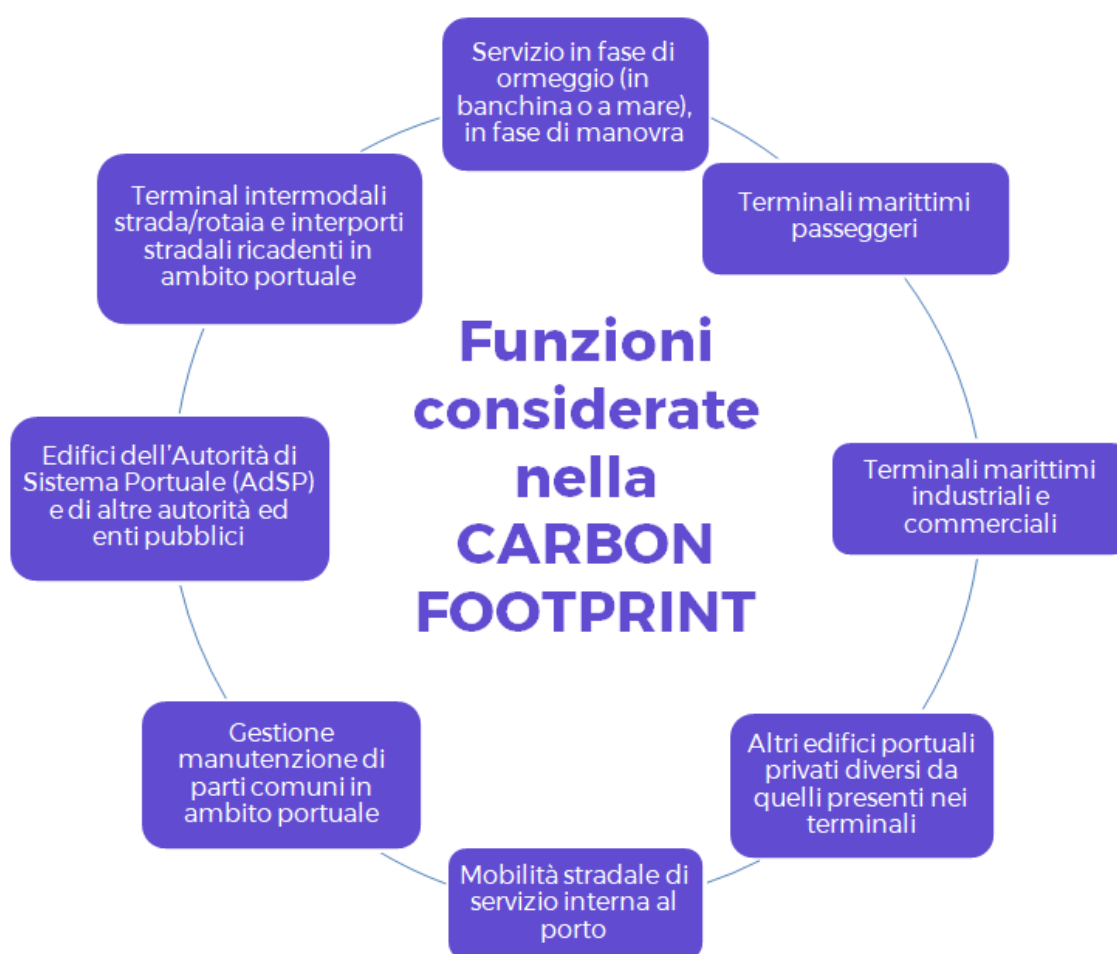 Servizio in fase di
ormeggio (in
banchina o a mare),
in fase di manovra
Terminali marittimi
passeggeri
Terminali marittimi
industriali e
commerciali
Altri edifici portuali
privati diversi da
quelli presenti nei
terminali
Mobilità stradale di
servizio interna al
porto
Gestione
manutenzione di
parti comuni in
ambito portuale
Edifici dell'Autorità di
Sistema Portuale (AdSP)
e di altre autorità ed
enti pubblici
Terminal intermodali
strada/rotaia e interporti
stradali ricadenti in
ambito portuale
Funzioni
considerate
nella
CARBON
FOOTPRINT